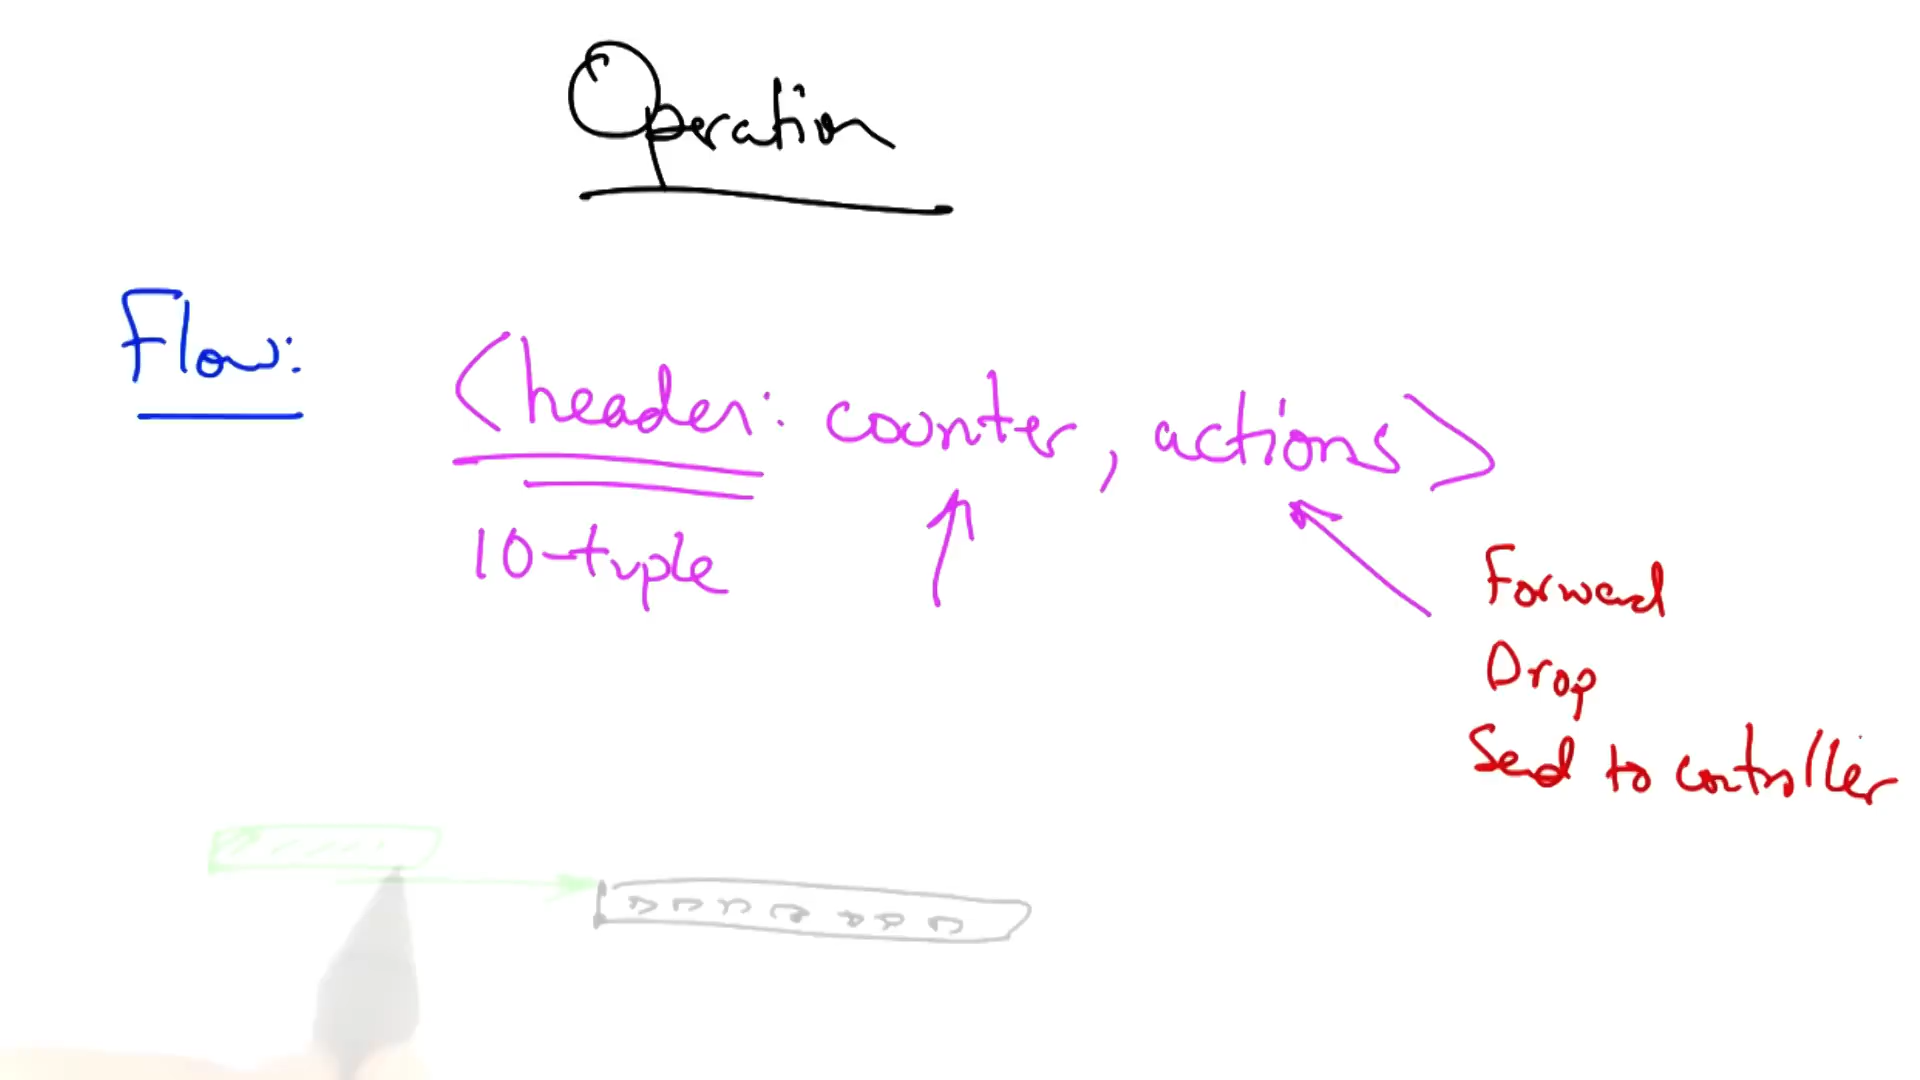 Operation
Flow:
<header: counter, actions>
10-tuple
Forward
Drop
Send to controller